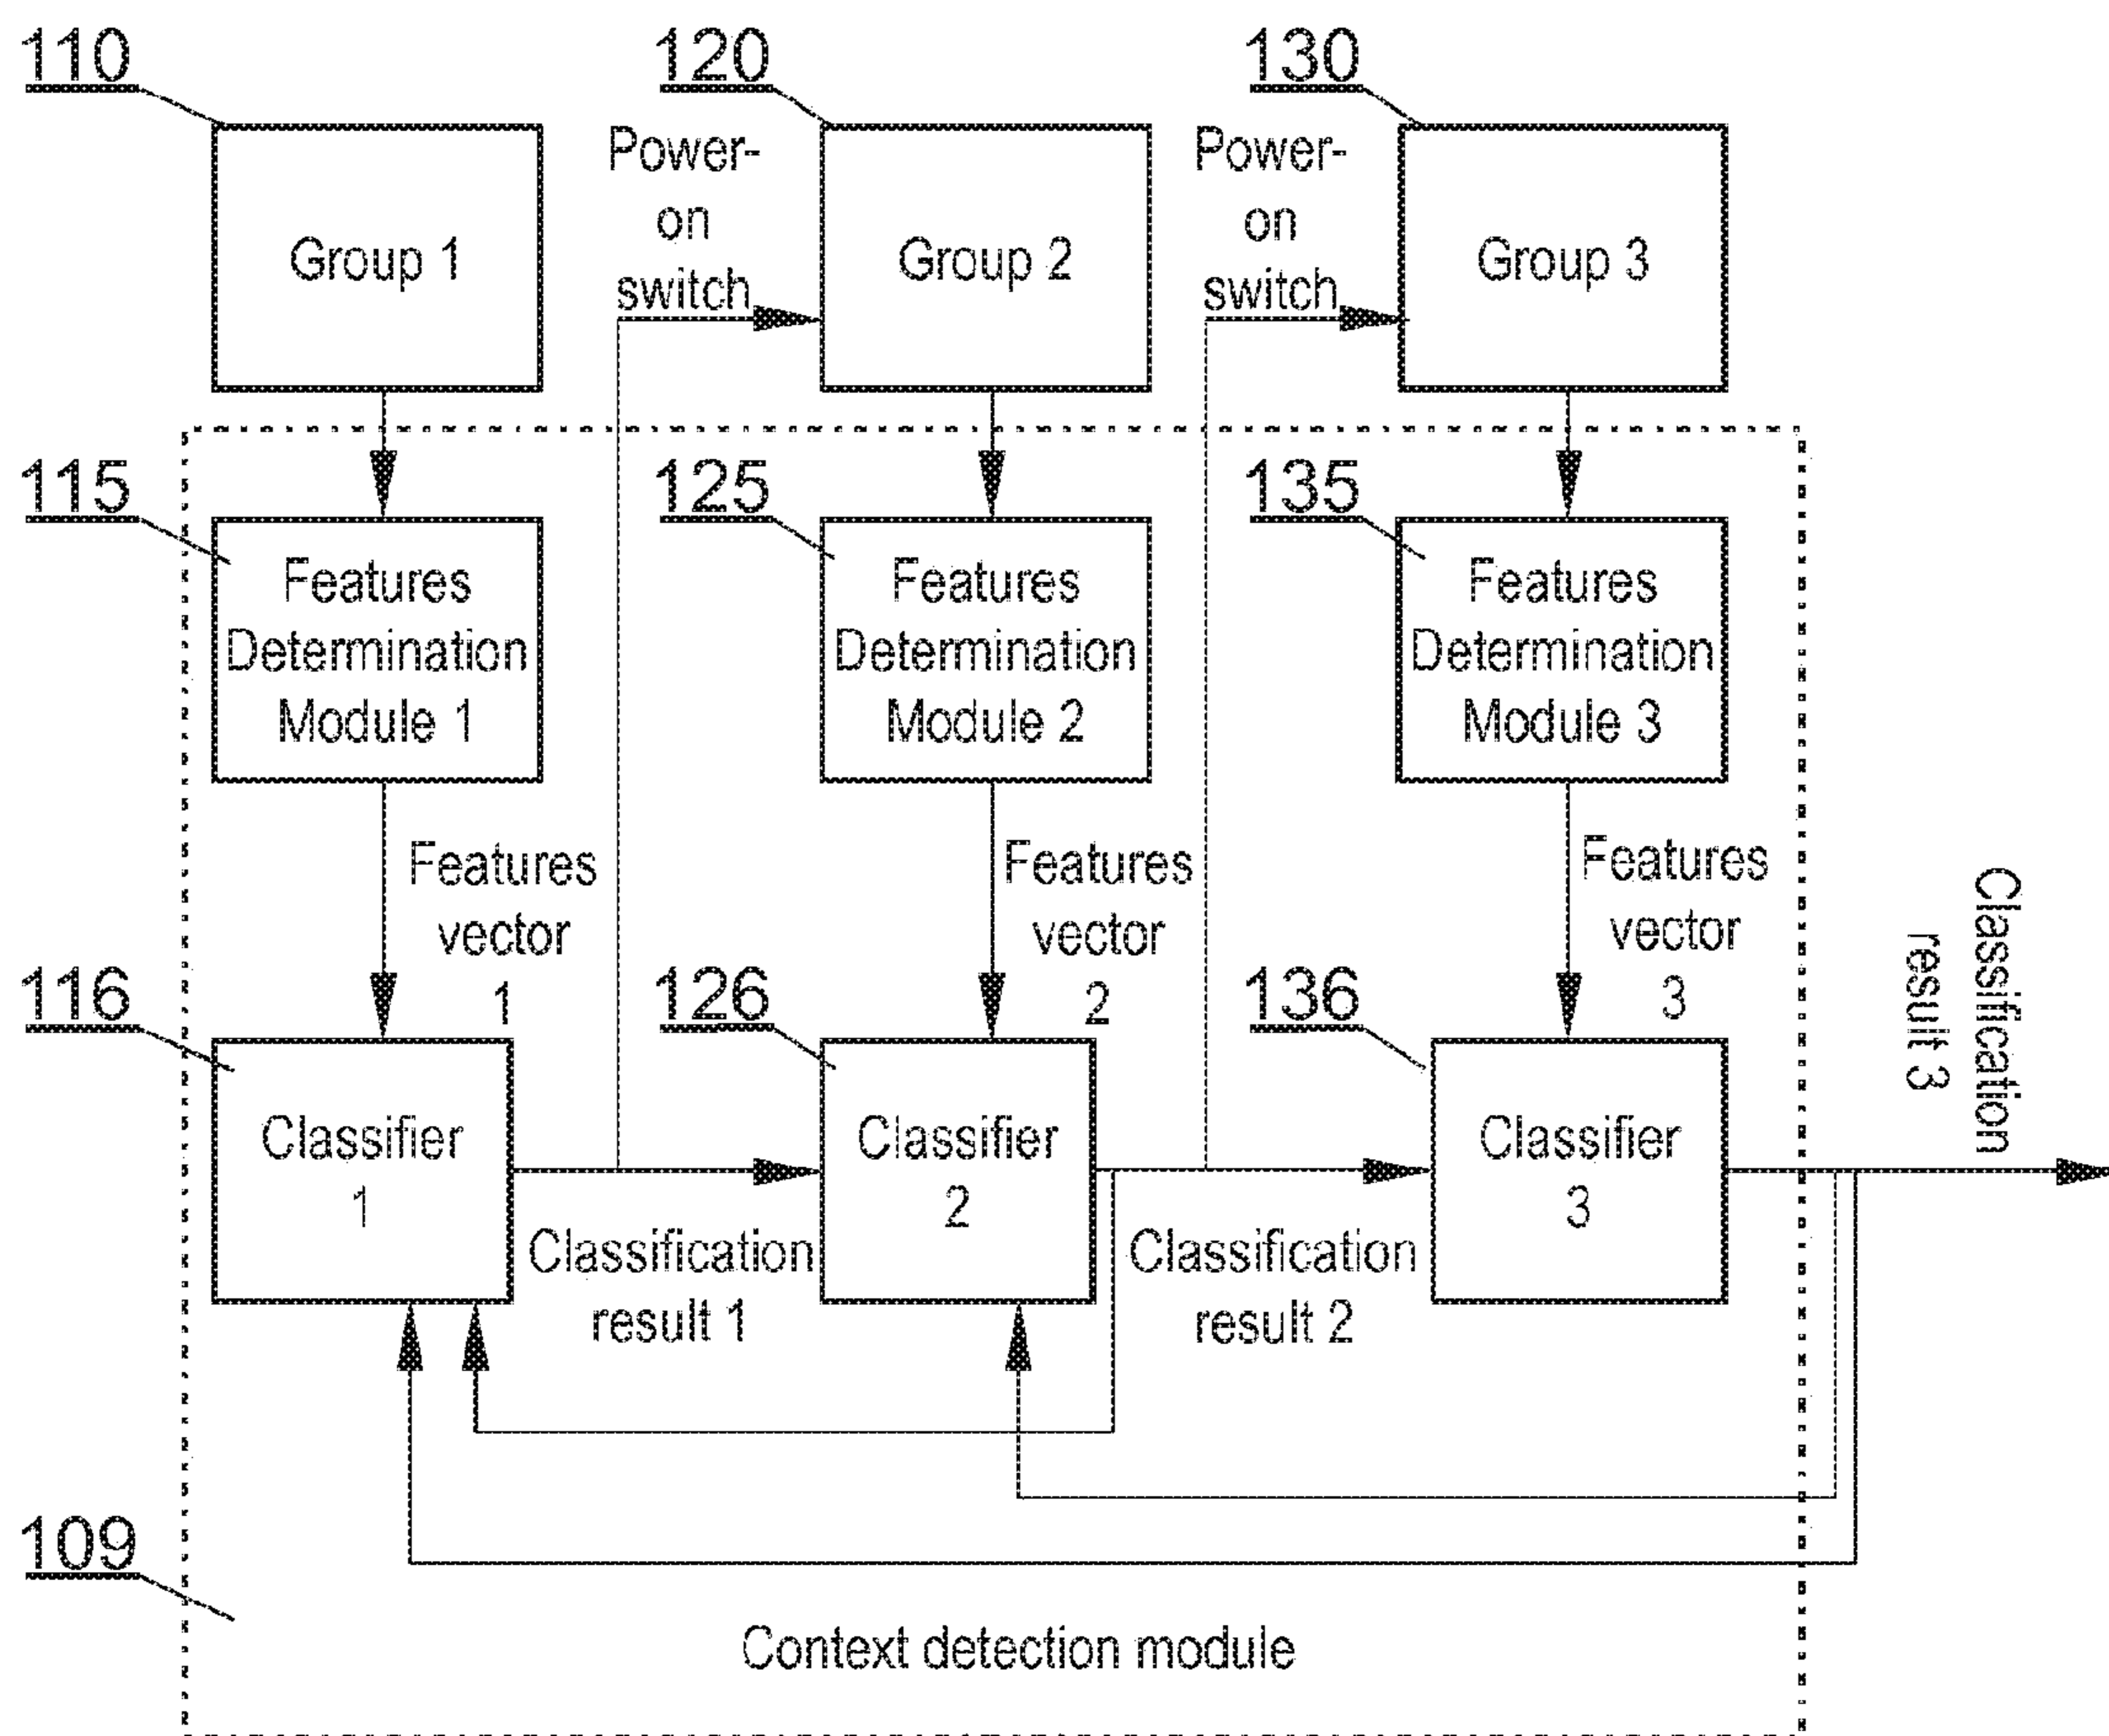 110
120
130
Group 1
Power-
on
switch
Group 2
Power-
on
switch
Group 3
115
125
135
Features
Determination
Module 1
Features
Determination
Module 2
Features
Determination
Module 3
Features
vector
1
Features
vector
2
Features
vector
3
116
126
136
Classifier
1
Classification
result 1
Classifier
2
Classification
result 2
Classifier
3
Classification
result 3
109
Context detection module